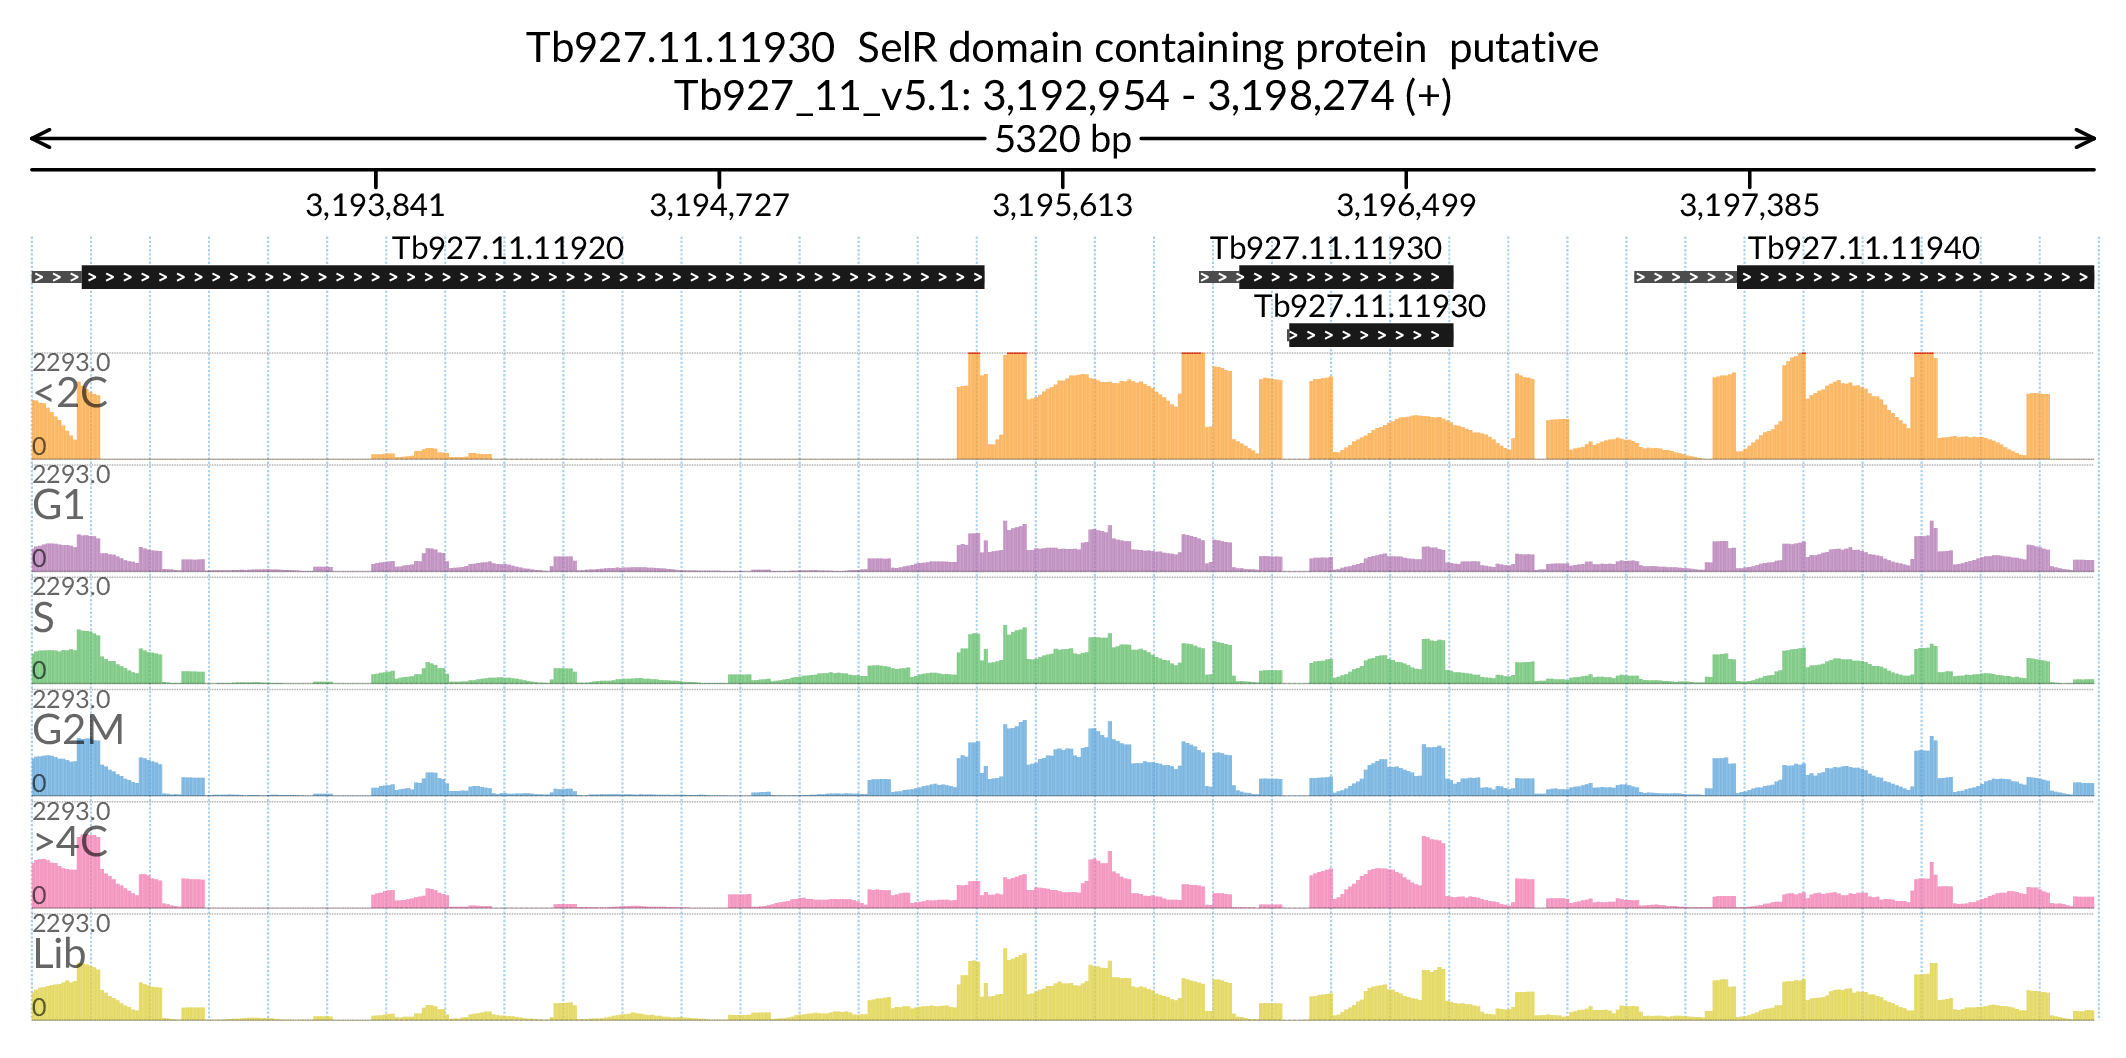 Tb927.11.11930  SelR domain containing protein  putative
Tb927_11_v5.1: 3,192,954 - 3,198,274 (+)
5320 bp
3,193,841 3,194,727 3,195,613 3,196,499 3,197,385
Tb927.11.11920 Tb927.11.11930 Tb927.11.11940
Tb927.11.11930
2293.0
<2C
0
2293.0
G1
0
2293.0
S
0
2293.0
G2M
0
2293.0
>4C
0
2293.0
Lib
0